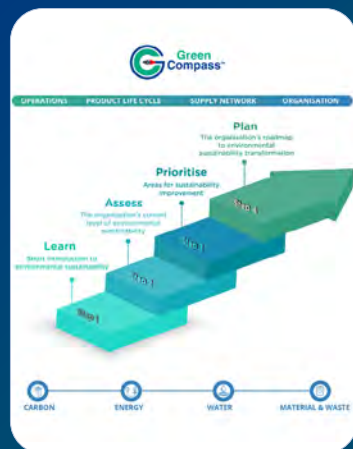 Green
Compass™
OPERATIONS PRODUCT LIFE CYCLE SUPPLY NETWORK ORGANISATION
Plan
The organisation's roadmap
to environmental
sustainability transformation
Prioritise
Areas for sustainability
improvement
Assess
The organisation's current
level of environmental
sustainability
Learn
Basic introduction to
environmental sustainability
CARBON ENERGY WATER MATERIAL & WASTE